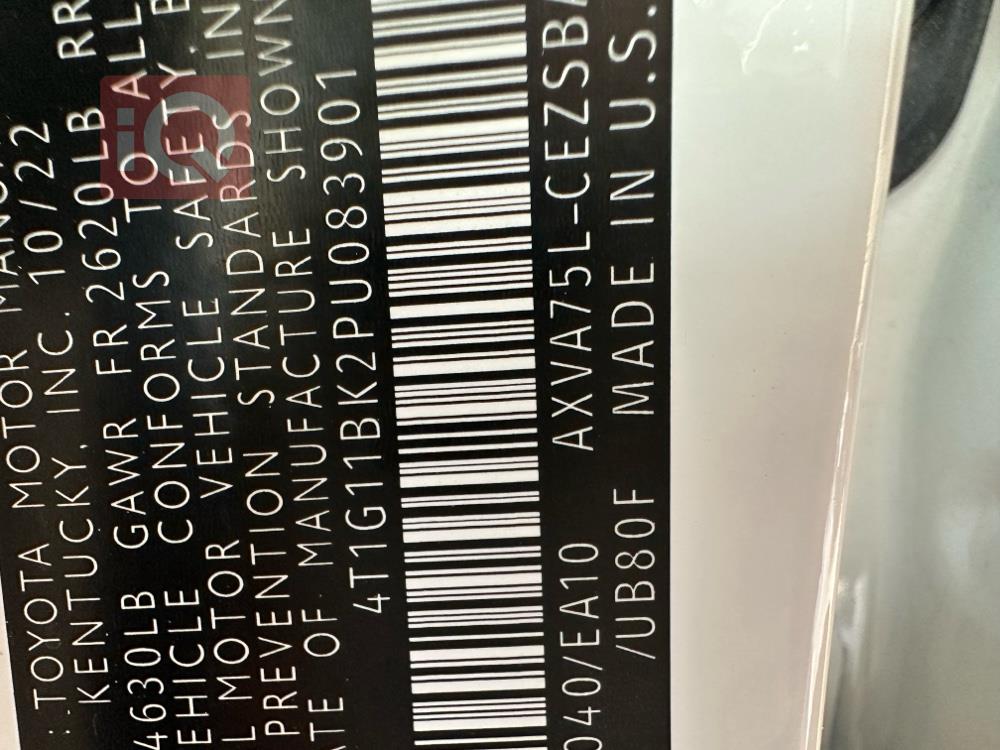 : TOYOTA MOTOR
KENTUCKY, INC. 10/22
4630LB GAWR FR 2620LB RR
EHICLE CONFORMS TO ALL
L MOTOR VEHICLE SAFETY B
PREVENTION STANDARDS IN
ATE OF MANUFACTURE SHOWN
4T1G11BK2PU083901
040/EA10 AXVA75L-CEZSBA
/UB80F MADE IN U.S.
iQ